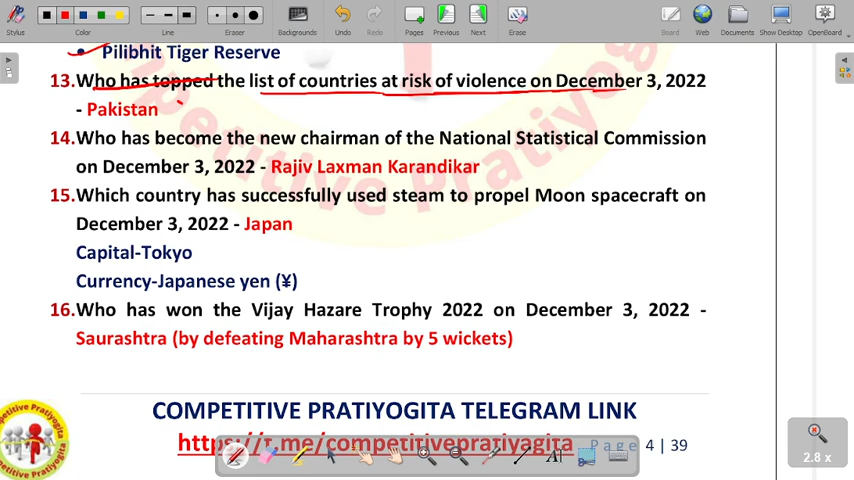 Stylus
Color
Line
Eraser
Backgrounds
Undo
Redo
Pages
Previous
Next
Erase
Board
Web
Documents
Show Desktop
OpenBoard
• Pilibhit Tiger Reserve
13. Who has topped the list of countries at risk of violence on December 3, 2022
- Pakistan
14. Who has become the new chairman of the National Statistical Commission
on December 3, 2022 - Rajiv Laxman Karandikar
15. Which country has successfully used steam to propel Moon spacecraft on
December 3, 2022 - Japan
Capital-Tokyo
Currency-Japanese yen (¥)
16. Who has won the Vijay Hazare Trophy 2022 on December 3, 2022 -
Saurashtra (by defeating Maharashtra by 5 wickets)
COMPETITIVE PRATIYOGITA TELEGRAM LINK
https://t.me/competitivepratiyagita
Page 4 | 39
2.8 x